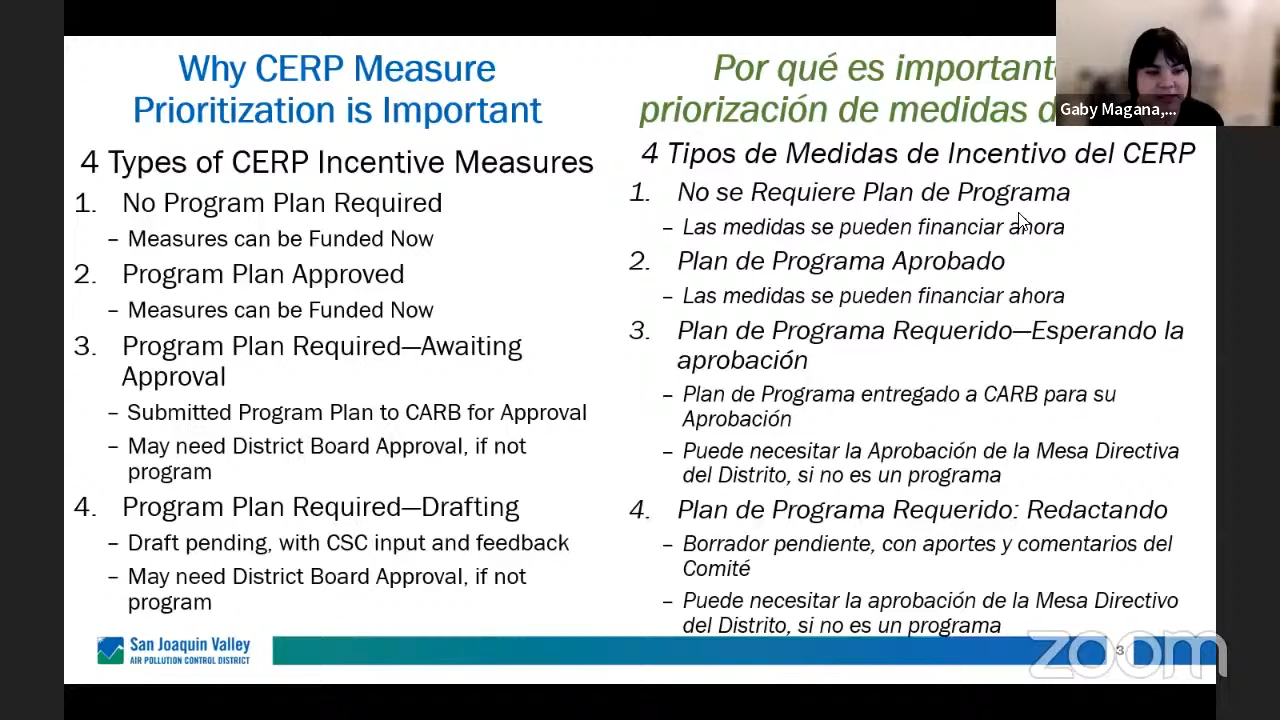 Why CERP Measure
Prioritization is Important
4 Types of CERP Incentive Measures
1. No Program Plan Required
– Measures can be Funded Now
2. Program Plan Approved
– Measures can be Funded Now
3. Program Plan Required—Awaiting
Approval
– Submitted Program Plan to CARB for Approval
– May need District Board Approval, if not
program
4. Program Plan Required—Drafting
– Draft pending, with CSC input and feedback
– May need District Board Approval, if not
program
Por qué es importante
priorización de medidas d
4 Tipos de Medidas de Incentivo del CERP
1. No se Requiere Plan de Programa
– Las medidas se pueden financiar ahora
2. Plan de Programa Aprobado
– Las medidas se pueden financiar ahora
3. Plan de Programa Requerido—Esperando la
aprobación
– Plan de Programa entregado a CARB para su
Aprobación
– Puede necesitar la Aprobación de la Mesa Directiva
del Distrito, si no es un programa
4. Plan de Programa Requerido: Redactando
– Borrador pendiente, con aportes y comentarios del
Comité
– Puede necesitar la aprobación de la Mesa Directivo
del Distrito, si no es un programa
Gaby Magana,...
San Joaquin Valley
AIR POLLUTION CONTROL DISTRICT
3
zoom